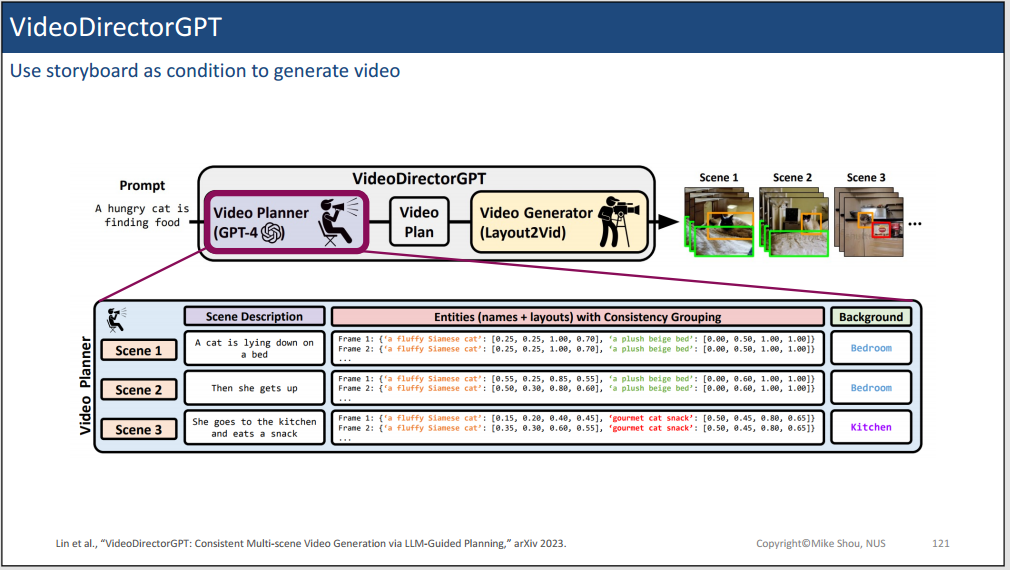 VideoDirectorGPT
Use storyboard as condition to generate video
VideoDirectorGPT
Prompt
A hungry cat is
finding food
Video Planner
(GPT-4 )
Video
Plan
Video Generator
(Layout2Vid)
Scene 1
Scene 2
Scene 3
...
Video Planner
Scene Description
Entities (names + layouts) with Consistency Grouping
Background
Scene 1
A cat is lying down on
a bed
Frame 1: {‘a fluffy Siamese cat’: [0.25, 0.25, 1.00, 0.70], ‘a plush beige bed’: [0.00, 0.50, 1.00, 1.00]}
Frame 2: {‘a fluffy Siamese cat’: [0.25, 0.25, 1.00, 0.70], ‘a plush beige bed’: [0.00, 0.50, 1.00, 1.00]}
...
Bedroom
Scene 2
Then she gets up
Frame 1: {‘a fluffy Siamese cat’: [0.55, 0.25, 0.85, 0.55], ‘a plush beige bed’: [0.00, 0.60, 1.00, 1.00]}
Frame 2: {‘a fluffy Siamese cat’: [0.50, 0.30, 0.80, 0.60], ‘a plush beige bed’: [0.00, 0.60, 1.00, 1.00]}
...
Bedroom
Scene 3
She goes to the kitchen
and eats a snack
Frame 1: {‘a fluffy Siamese cat’: [0.15, 0.20, 0.40, 0.45], ‘gourmet cat snack’: [0.50, 0.45, 0.80, 0.65]}
Frame 2: {‘a fluffy Siamese cat’: [0.35, 0.30, 0.60, 0.55], ‘gourmet cat snack’: [0.50, 0.45, 0.80, 0.65]}
...
Kitchen
Lin et al., “VideoDirectorGPT: Consistent Multi-scene Video Generation via LLM-Guided Planning,” arXiv 2023.
Copyright©Mike Shou, NUS
121